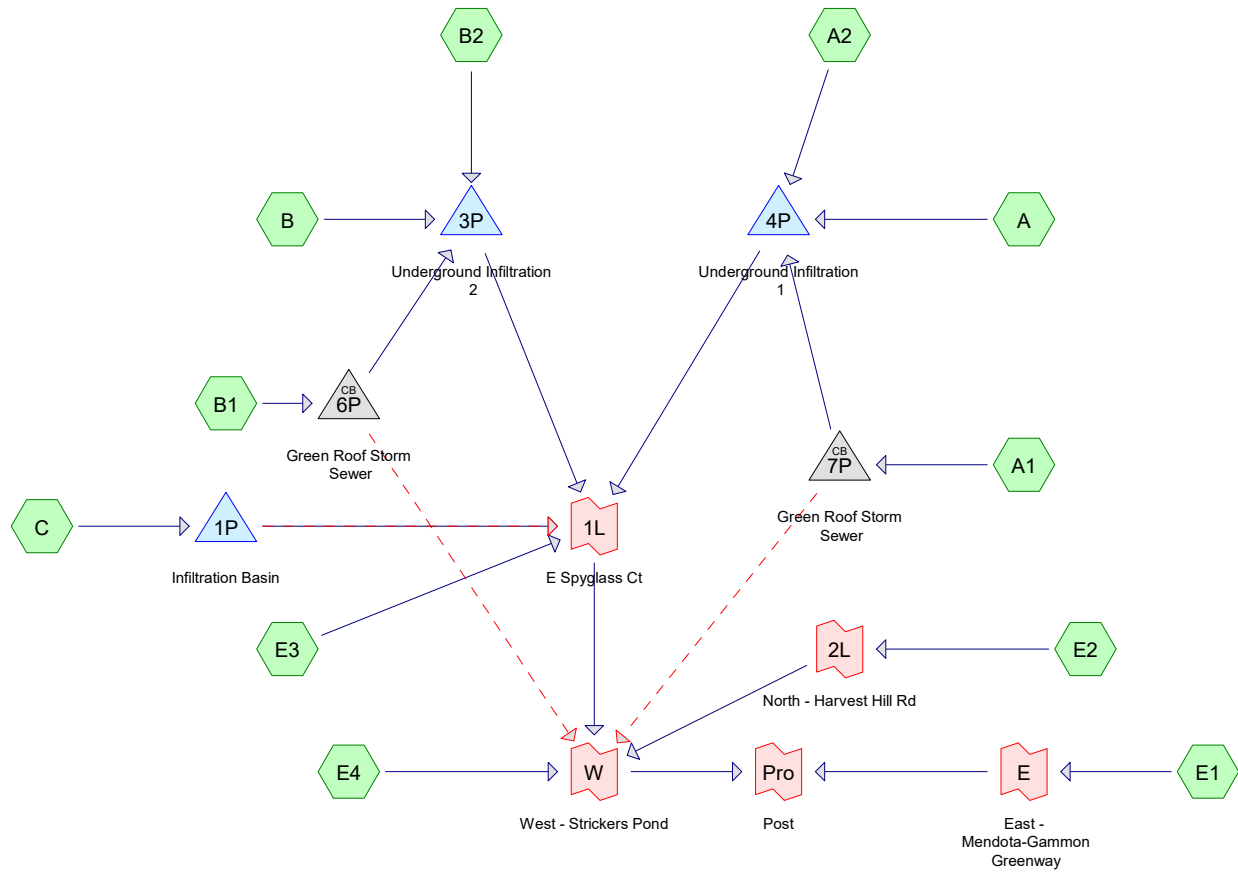 B2
A2
B
3P
4P
A
Underground Infiltration
2
Underground Infiltration
1
B1
CB
6P
Green Roof Storm
Sewer
CB
7P
A1
Green Roof Storm
Sewer
C
1P
1L
Infiltration Basin
E Spyglass Ct
E3
2L
E2
North - Harvest Hill Rd
E4
W
Pro
E
E1
West - Strickers Pond
Post
East -
Mendota-Gammon
Greenway